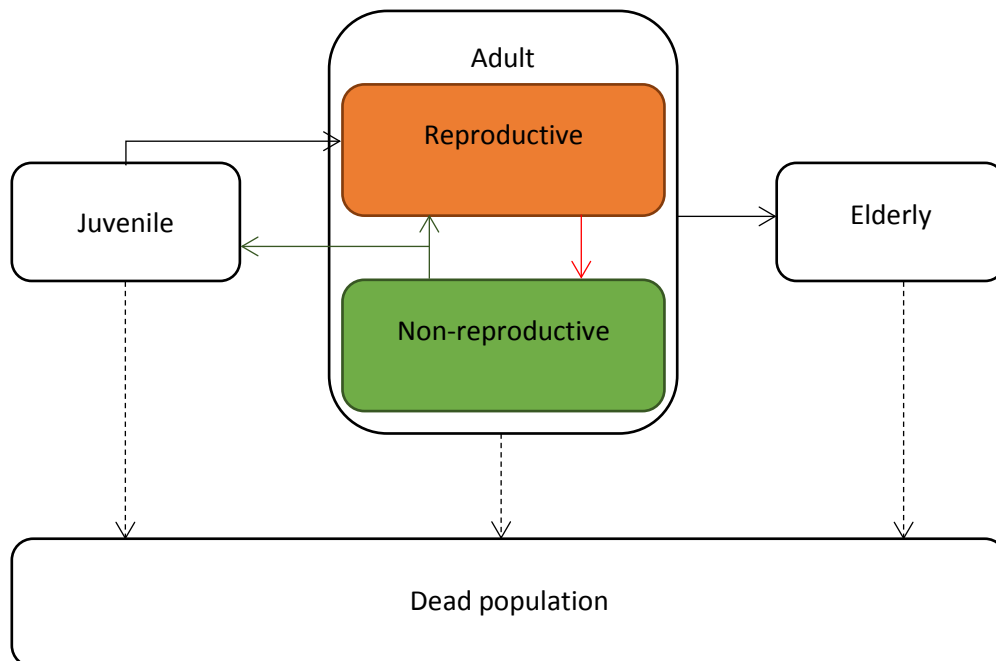 Adult
Reproductive
Juvenile
Elderly
Non-reproductive
Dead population